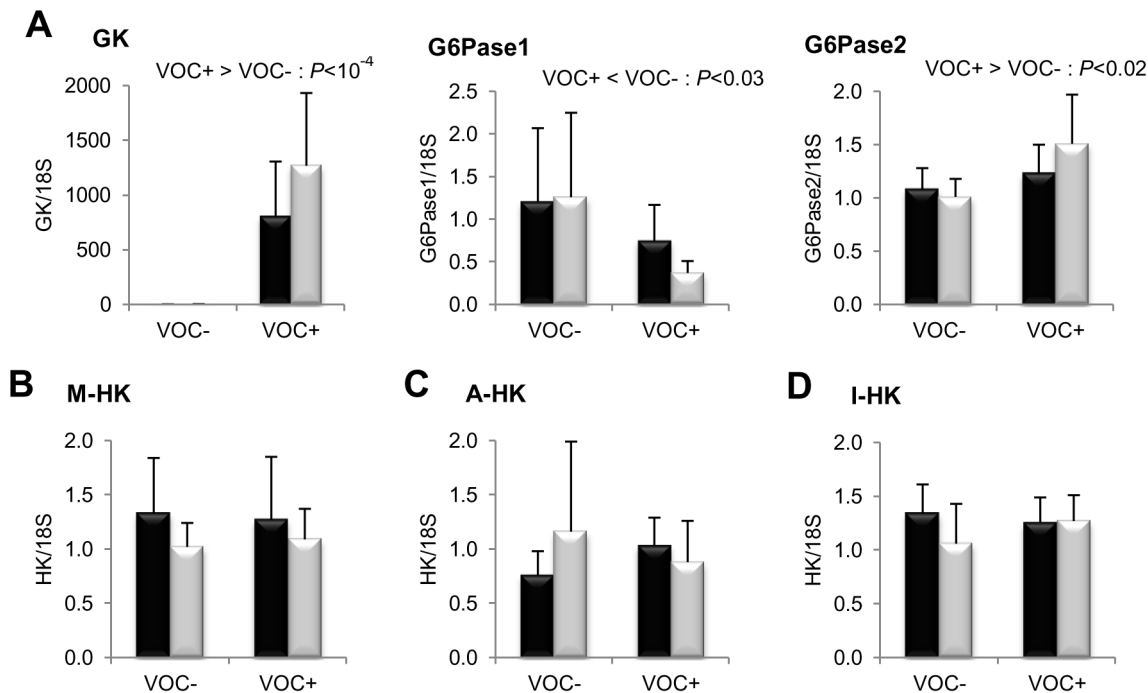 A
GK
VOC+ > VOC- : P<10⁻⁴
2000
1500
1000
500
0
GK/18S
VOC- VOC+
G6Pase1
VOC+ < VOC- : P<0.03
2.5
2.0
1.5
1.0
0.5
0.0
G6Pase1/18S
VOC- VOC+
G6Pase2
VOC+ > VOC- : P<0.02
2.0
1.5
1.0
0.5
0.0
G6Pase2/18S
VOC- VOC+
B
M-HK
2.0
1.5
1.0
0.5
0.0
HK/18S
VOC- VOC+
C
A-HK
2.0
1.5
1.0
0.5
0.0
HK/18S
VOC- VOC+
D
I-HK
2.0
1.5
1.0
0.5
0.0
HK/18S
VOC- VOC+